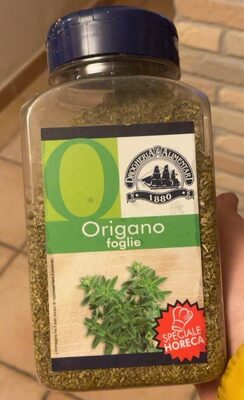 O
DROGHERIA & ALIMENTARI
1880
Origano
foglie
SPECIALE
HORECA